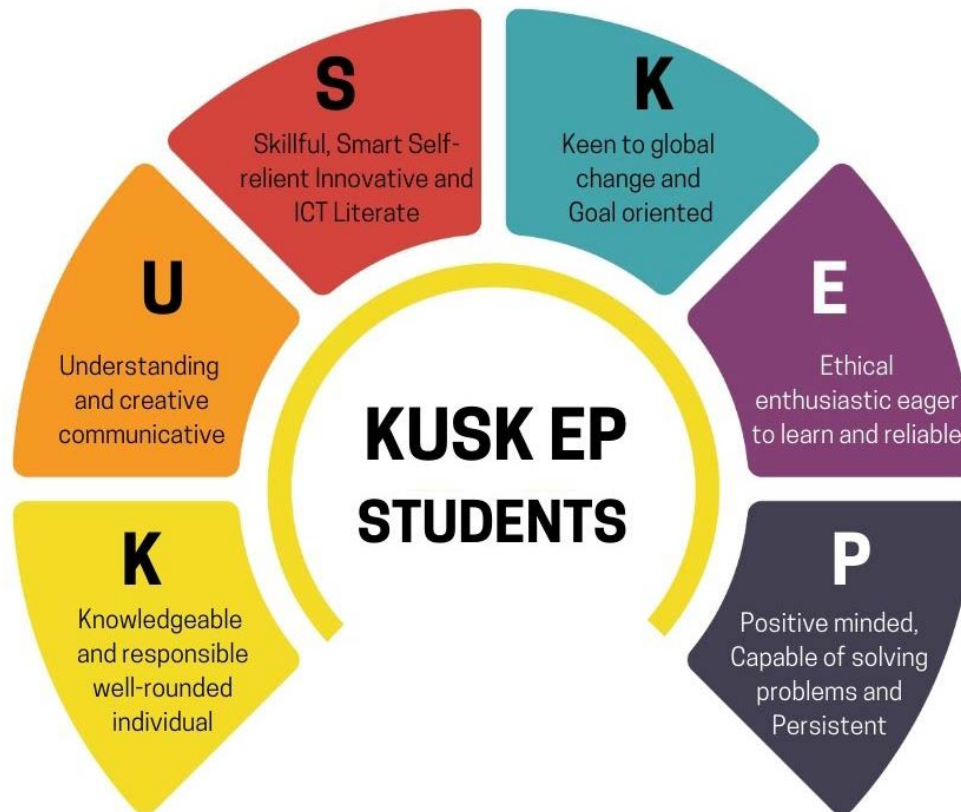 K
Knowledgeable
and responsible
well-rounded
individual
U
Understanding
and creative
communicative
S
Skillful, Smart Self-
relient Innovative and
ICT Literate
K
Keen to global
change and
Goal oriented
E
Ethical
enthusiastic eager
to learn and reliable
P
Positive minded,
Capable of solving
problems and
Persistent
KUSK EP
STUDENTS